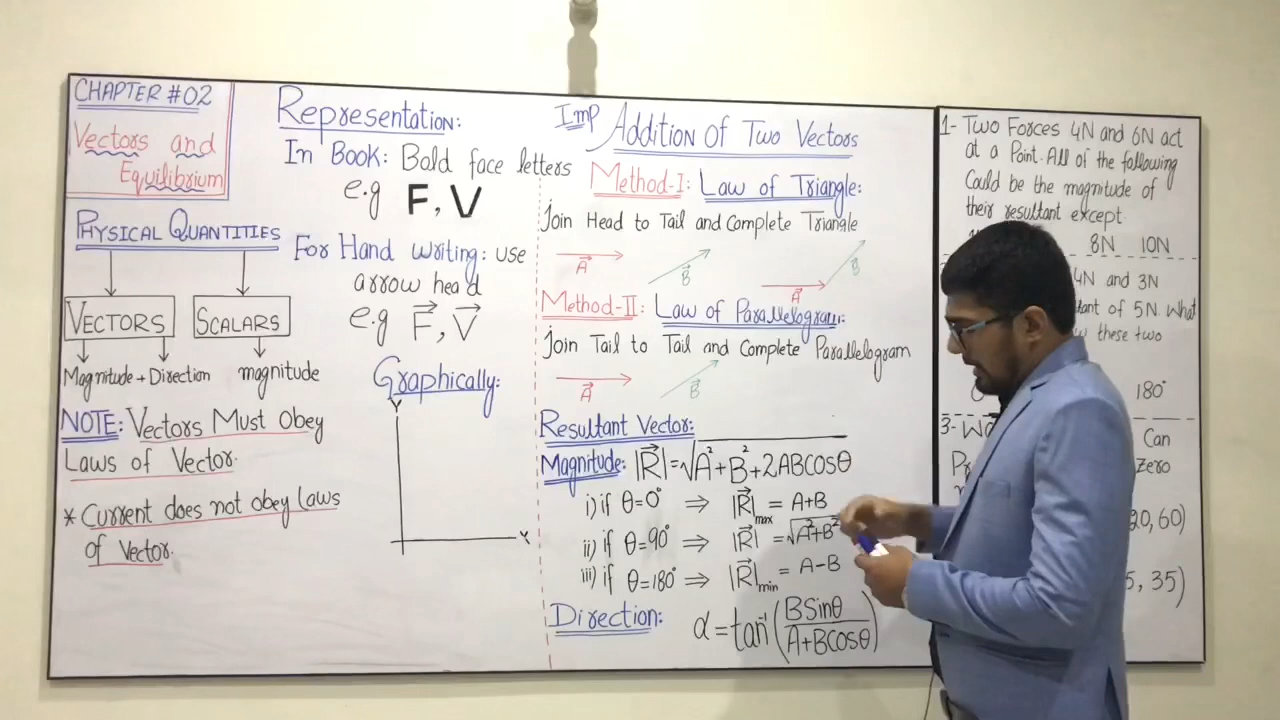 CHAPTER #02
Vectors and
Equilibrium
PHYSICAL QUANTITIES
VECTORS
SCALARS
Magnitude + Direction
magnitude
NOTE: Vectors Must Obey
Laws of Vector.
* Current does not obey laws
of Vector.
Representation:
In Book: Bold face letters
e.g F, V
For Hand writing: use
arrow head
e.g F⃗, V⃗
Graphically:
Y
X
Imp Addition of Two Vectors
Method-I: Law of Triangle:
Join Head to Tail and Complete Triangle
A⃗
B⃗
A⃗
B⃗
Method-II: Law of Parallelogram:
Join Tail to Tail and Complete Parallelogram
A⃗
B⃗
Resultant Vector:
Magnitude: |R⃗| = √A²+B²+2ABCOSθ
i) if θ=0° ⇒ |R⃗|max = A+B
ii) if θ=90° ⇒ |R⃗| = √A²+B²
iii) if θ=180° ⇒ |R⃗|min = A-B
Direction: α = tan⁻¹(BSinθ/A+BCOSθ)
1- Two Forces 4N and 6N act
at a Point. All of the following
Could be the magnitude of
their resultant except.
8N 10N
4N and 3N
of 5N. What
these two
180°
3-
Can
Zero
60)
5, 35)